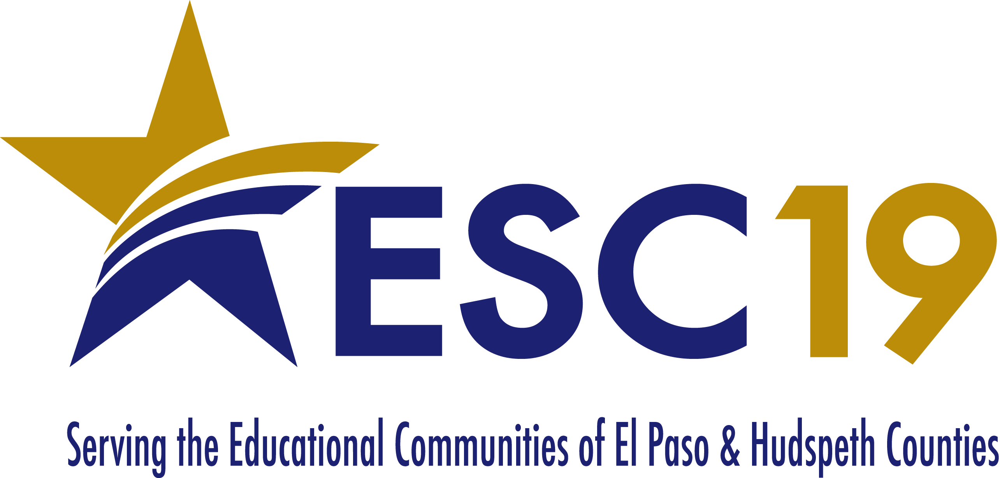 ESC19
Serving the Educational Communities of El Paso & Hudspeth Counties